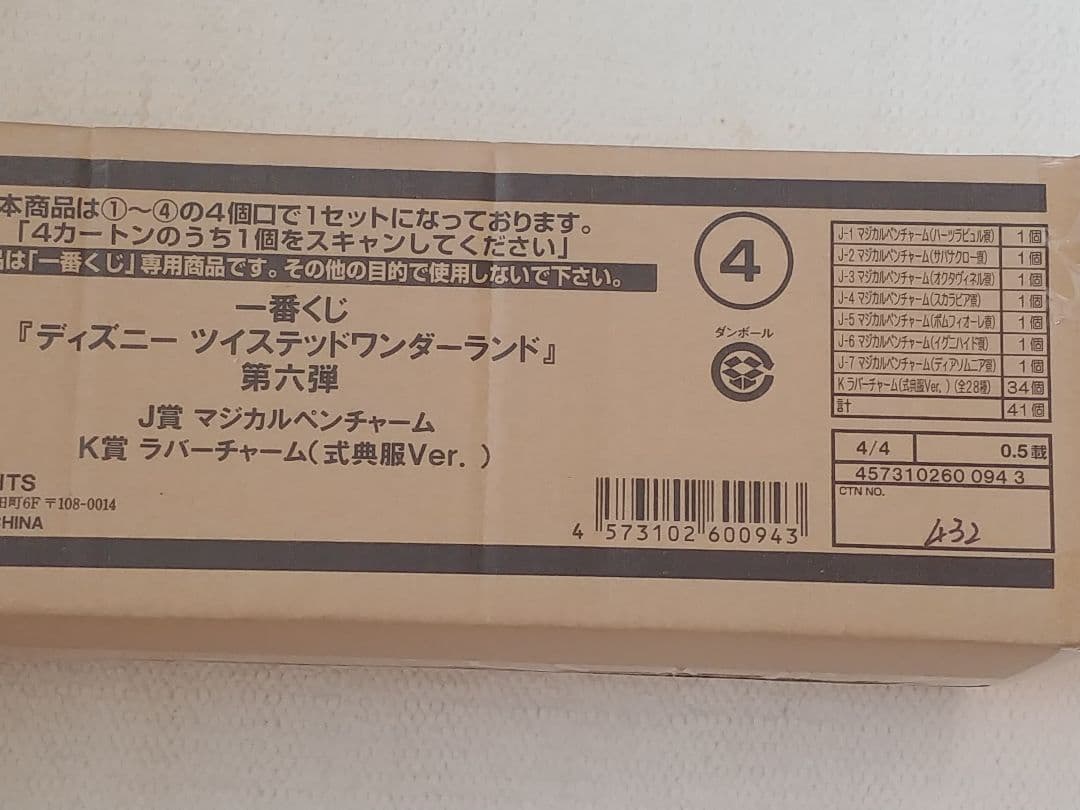 本商品は①〜④の4個口で1セットになっております。
「4カートンのうち1個をスキャンしてください」
は「一番くじ」専用商品です。その他の目的で使用しないで下さい。
一番くじ
『ディズニー ツイステッドワンダーランド』
第六弾
J賞 マジカルペンチャーム
K賞 ラバーチャーム(式典服Ver.)
ITS
町6F 〒108-0014
CHINA
4
ダンボール
4 573102 600943
J-1 マジカルペンチャーム(ハーツラビュル寮) 1個
J-2 マジカルペンチャーム(サバナクロー寮) 1個
J-3 マジカルペンチャーム(オクタヴィネル寮) 1個
J-4 マジカルペンチャーム(スカラビア寮) 1個
J-5 マジカルペンチャーム(ポムフィオーレ寮) 1個
J-6 マジカルペンチャーム(イグニハイド寮) 1個
J-7 マジカルペンチャーム(ディアソムニア寮) 1個
K ラバーチャーム(式典服Ver.)(全28種) 34個
計 41個
4/4 0.5載
457310260 094 3
CTN NO.
432